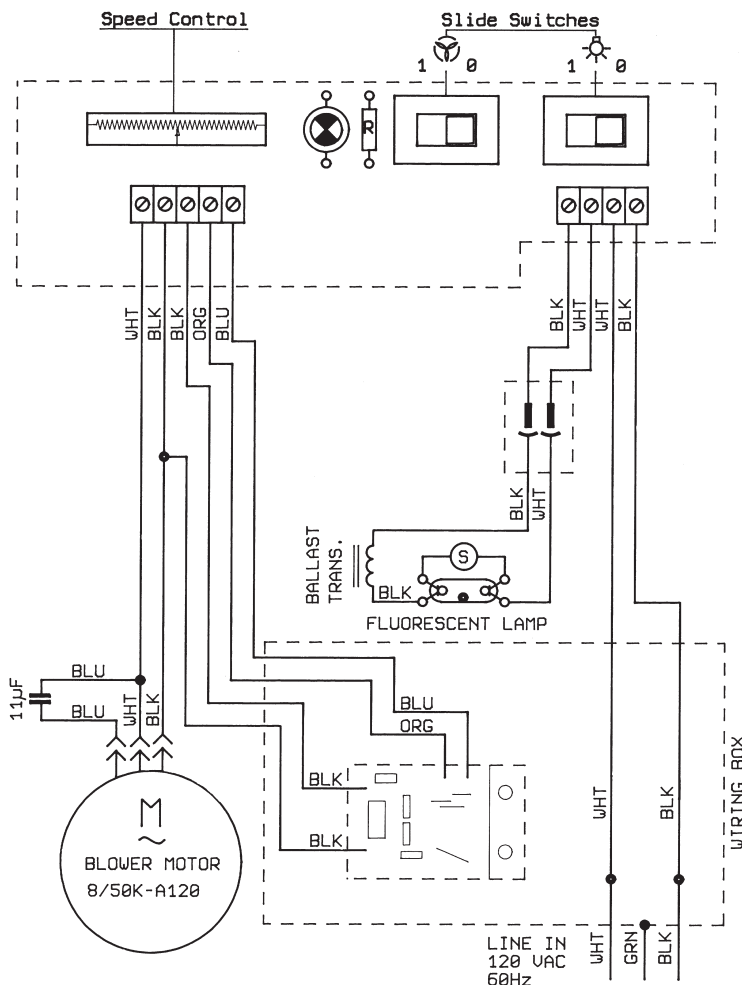 Speed Control
Slide Switches
1 0
1 0
R
WHT
BLK
BLK
ORG
BLU
BLK
WHT
WHT
BLK
BLK
WHT
BALLAST
TRANS.
S
BLK
FLUORESCENT LAMP
BLU
11µF
BLU
WHT
BLK
BLU
ORG
BLK
BLK
M
~
BLOWER MOTOR
8/50K-A120
WHT
BLK
WIRING BOX
LINE IN
120 VAC
60Hz
WHT
GRN
BLK